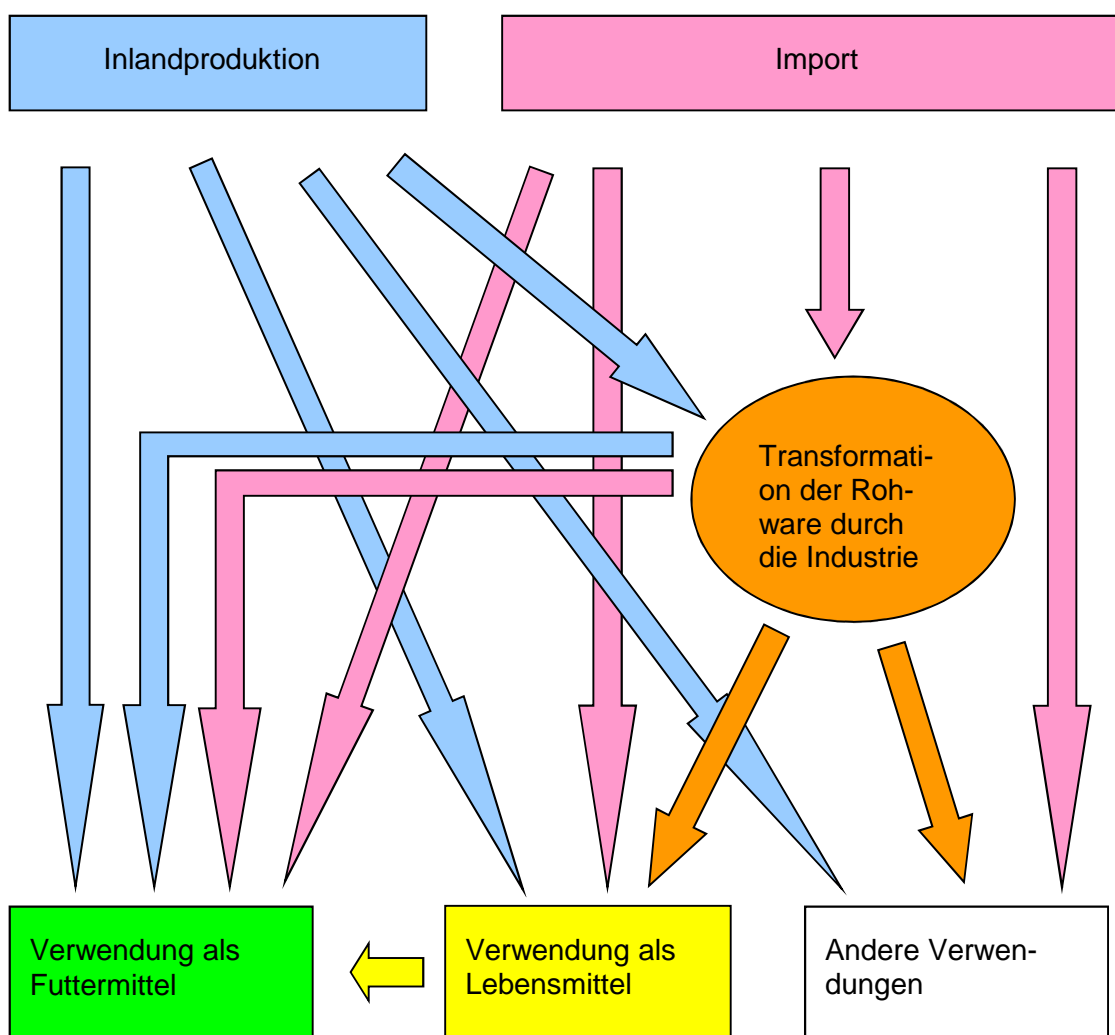 Inlandproduktion
Import
Transformati-
on der Roh-
ware durch
die Industrie
Verwendung als
Futtermittel
Verwendung als
Lebensmittel
Andere Verwen-
dungen